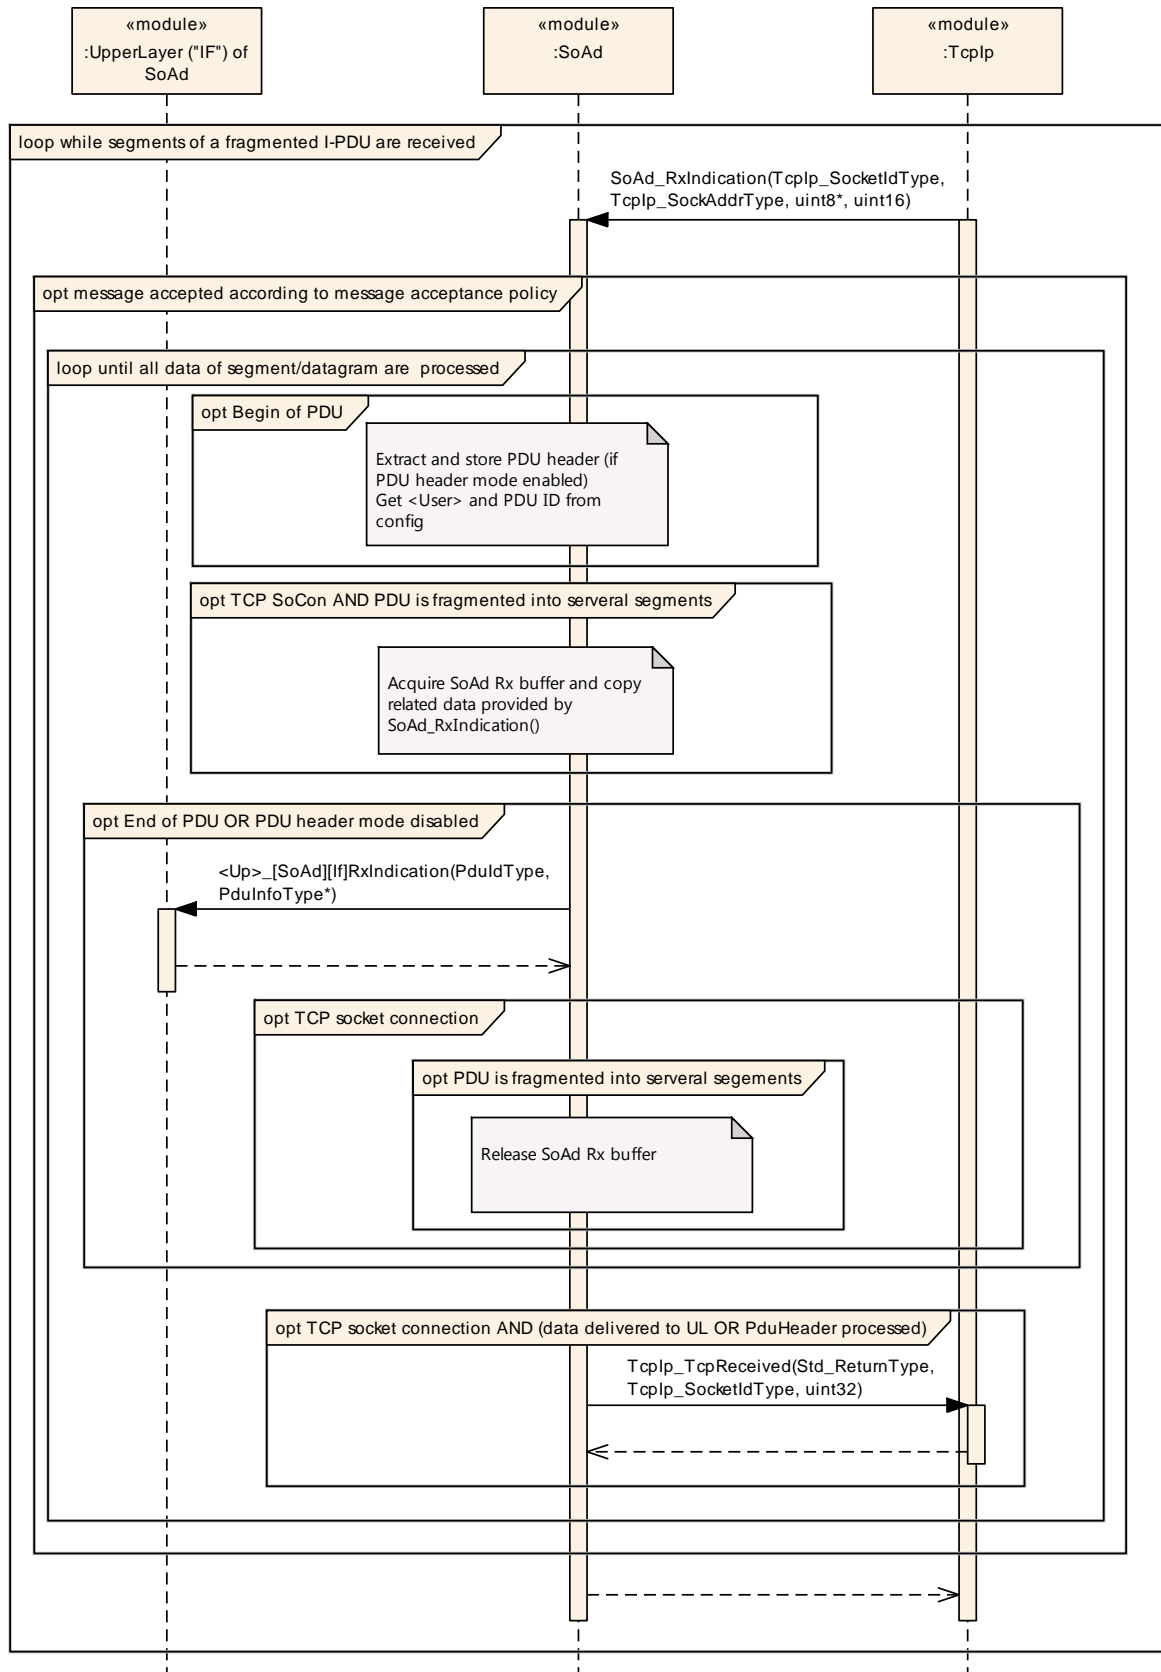 «module»
:UpperLayer ("IF") of
SoAd
«module»
:SoAd
«module»
:TcpIp
loop while segments of a fragmented I-PDU are received
SoAd_RxIndication(TcpIp_SocketIdType,
TcpIp_SockAddrType, uint8*, uint16)
opt message accepted according to message acceptance policy
loop until all data of segment/datagram are  processed
opt Begin of PDU
Extract and store PDU header (if
PDU header mode enabled)
Get <User> and PDU ID from
config
opt TCP SoCon AND PDU is fragmented into serveral segments
Acquire SoAd Rx buffer and copy
related data provided by
SoAd_RxIndication()
opt End of PDU OR PDU header mode disabled
<Up>_[SoAd][If]RxIndication(PduIdType,
PduInfoType*)
opt TCP socket connection
opt PDU is fragmented into serveral segements
Release SoAd Rx buffer
opt TCP socket connection AND (data delivered to UL OR PduHeader processed)
TcpIp_TcpReceived(Std_ReturnType,
TcpIp_SocketIdType, uint32)